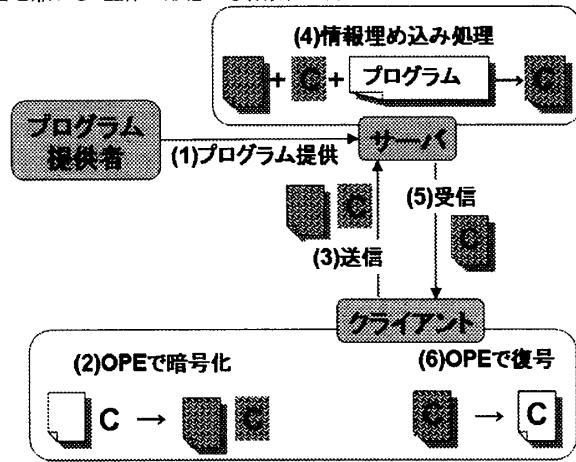 (4)情報埋め込み処理
+ C + プログラム → C
プログラム
提供者
(1)プログラム提供
サーバ
C
(3)送信
(5)受信
C
クライアント
(2)OPEで暗号化
C → C
(6)OPEで復号
C → C